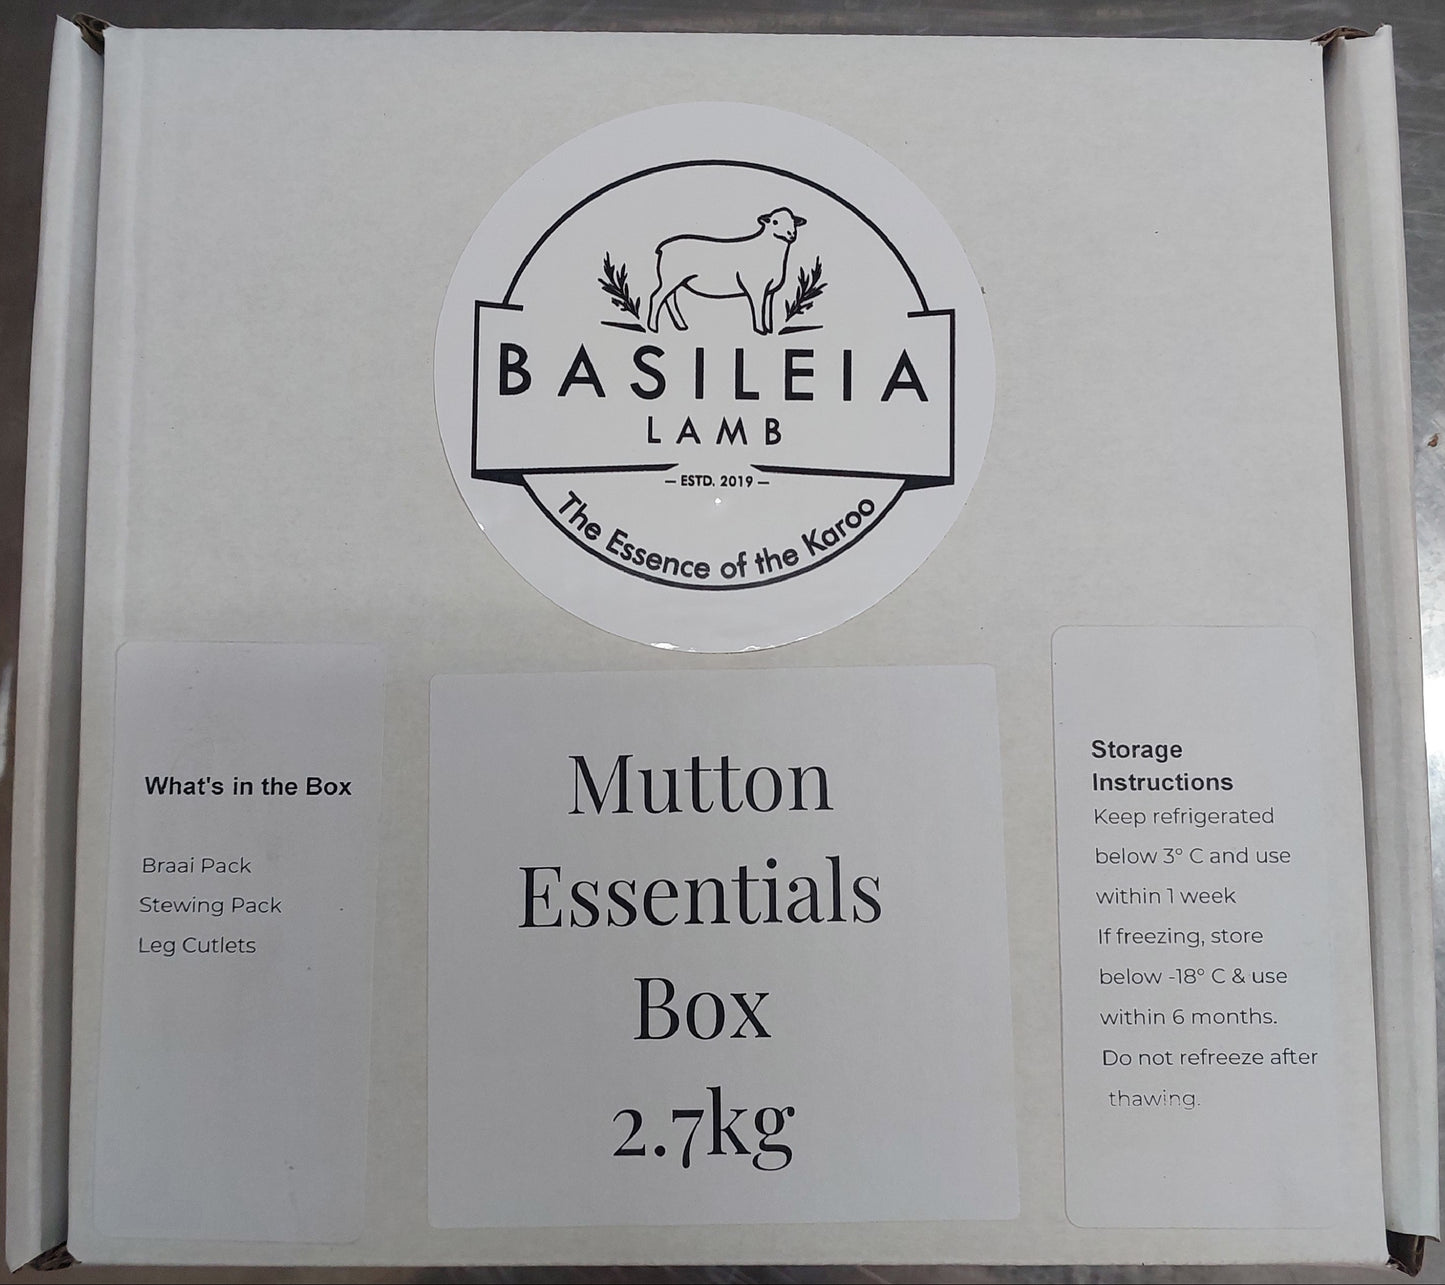 BASILEIA
LAMB
— ESTD. 2019 —
The Essence of the Karoo
What's in the Box
Braai Pack
Stewing Pack
Leg Cutlets
Mutton
Essentials
Box
2.7kg
Storage
Instructions
Keep refrigerated
below 3° C and use
within 1 week
If freezing, store
below -18° C & use
within 6 months.
Do not refreeze after
thawing.